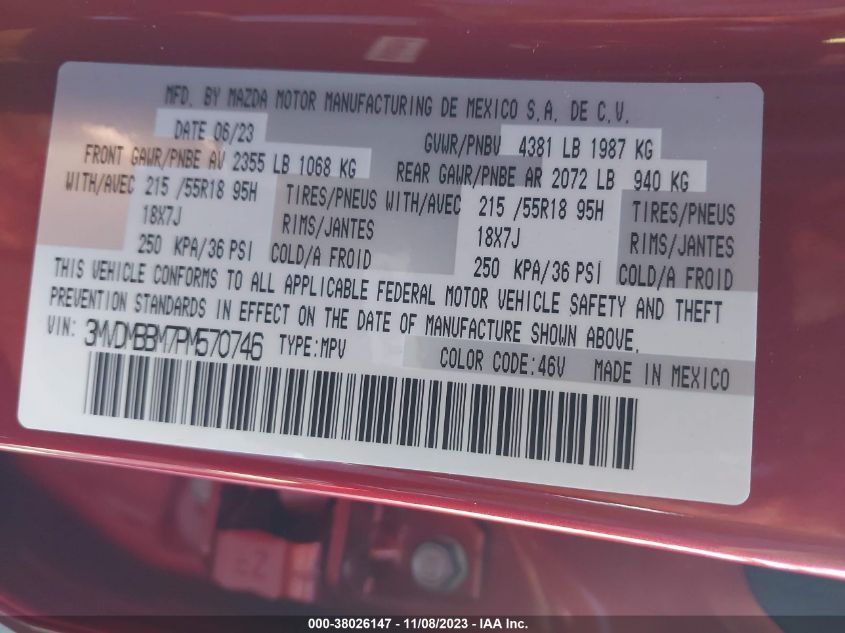 MFD. BY MAZDA MOTOR MANUFACTURING DE MEXICO S.A. DE C.V.
DATE 06/23 GVWR/PNBV 4381 LB 1987 KG
FRONT GAWR/PNBE AV 2355 LB 1068 KG REAR GAWR/PNBE AR 2072 LB 940 KG
WITH/AVEC 215 /55R18 95H TIRES/PNEUS WITH/AVEC 215 /55R18 95H TIRES/PNEUS
18X7J RIMS/JANTES 18X7J RIMS/JANTES
250 KPA/36 PSI COLD/A FROID 250 KPA/36 PSI COLD/A FROID
THIS VEHICLE CONFORMS TO ALL APPLICABLE FEDERAL MOTOR VEHICLE SAFETY AND THEFT
PREVENTION STANDARDS IN EFFECT ON THE DATE OF MANUFACTURE SHOWN ABOVE.
VIN: 3MVDMBBM7PM570746 TYPE:MPV COLOR CODE:46V MADE IN MEXICO
000-38026147 - 11/08/2023 - IAA Inc.